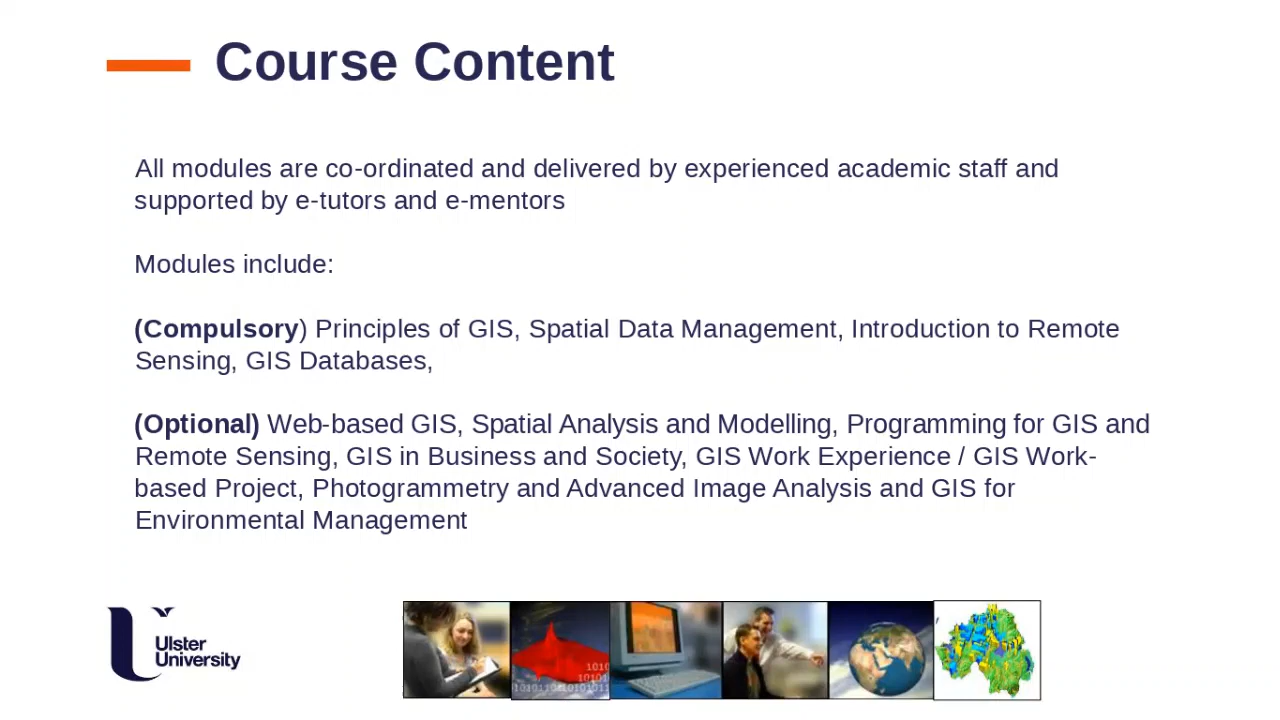 Course Content
All modules are co-ordinated and delivered by experienced academic staff and
supported by e-tutors and e-mentors
Modules include:
(Compulsory) Principles of GIS, Spatial Data Management, Introduction to Remote
Sensing, GIS Databases,
(Optional) Web-based GIS, Spatial Analysis and Modelling, Programming for GIS and
Remote Sensing, GIS in Business and Society, GIS Work Experience / GIS Work-
based Project, Photogrammetry and Advanced Image Analysis and GIS for
Environmental Management
Ulster
University